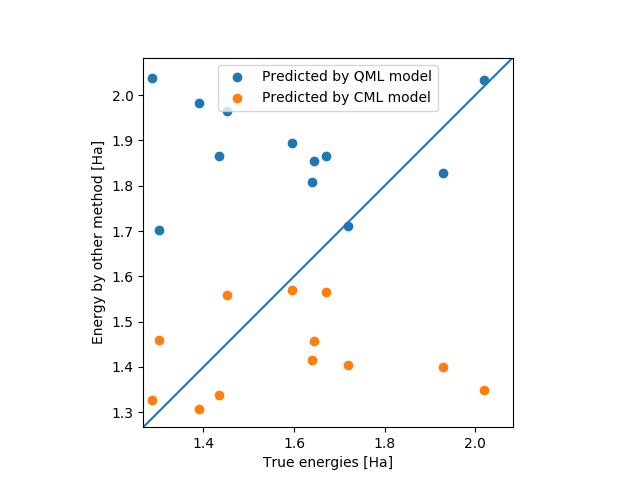 Predicted by QML model
Predicted by CML model
Energy by other method [Ha]
2.0
1.9
1.8
1.7
1.6
1.5
1.4
1.3
1.4 1.6 1.8 2.0
True energies [Ha]